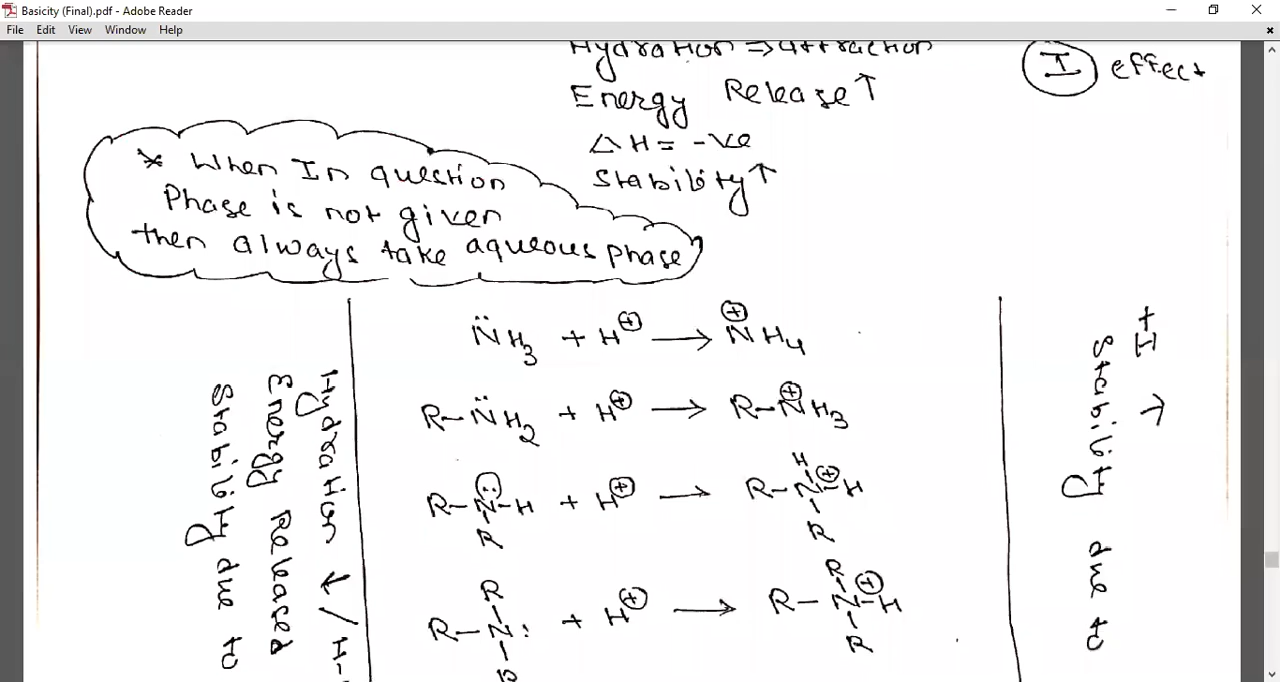 Basicity (Final).pdf - Adobe Reader
File Edit View Window Help
Hydration ⇒ attraction
Energy Release ↑
ΔH = -ve
Stability ↑
I effect
* When In question
Phase is not given
then always take aqueous phase
N̈H₃ + H⊕ → N⊕H₄
R-N̈H₂ + H⊕ → R-N⊕H₃
H
R-N̈-H + H⊕ → R-N⊕-H
R R
R R
R-N: + H⊕ → R-N⊕-H
R R
Hydration ↓ / H-
Energy Released
Stability due to
+I ↑
Stability due to